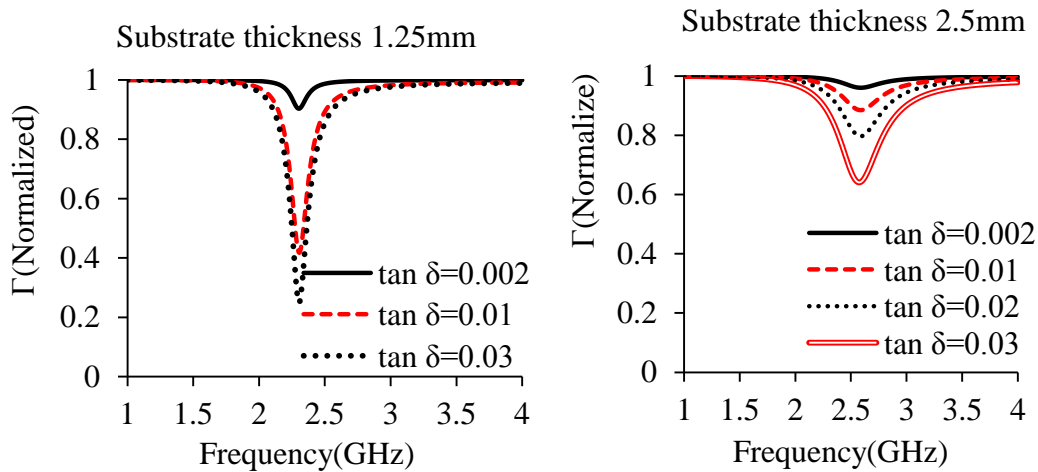 Substrate thickness 1.25mm
Γ(Normalized)
1
0.8
0.6
0.4
0.2
0
1 1.5 2 2.5 3 3.5 4
Frequency(GHz)
tan δ=0.002
tan δ=0.01
tan δ=0.03
Substrate thickness 2.5mm
Γ(Normalize)
1
0.8
0.6
0.4
0.2
0
1 1.5 2 2.5 3 3.5 4
Frequency(GHz)
tan δ=0.002
tan δ=0.01
tan δ=0.02
tan δ=0.03